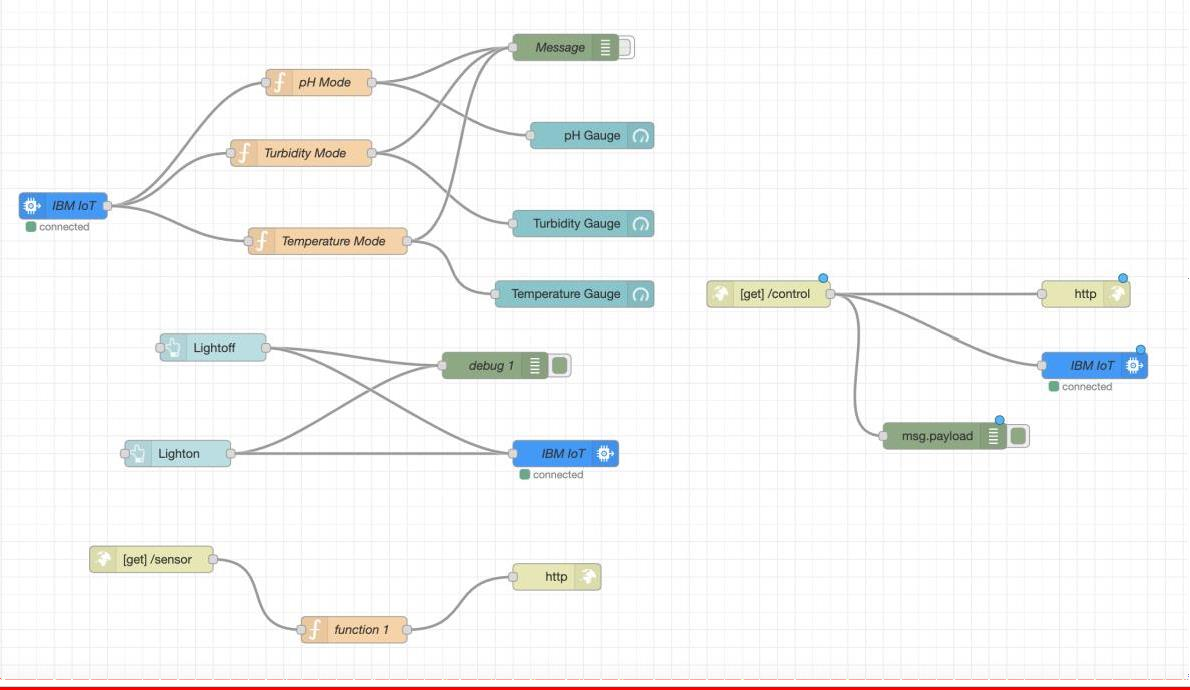 Message
pH Mode
pH Gauge
Turbidity Mode
IBM IoT
connected
Turbidity Gauge
Temperature Mode
Temperature Gauge
[get] /control
http
Lightoff
debug 1
IBM IoT
connected
msg.payload
Lighton
IBM IoT
connected
[get] /sensor
http
function 1